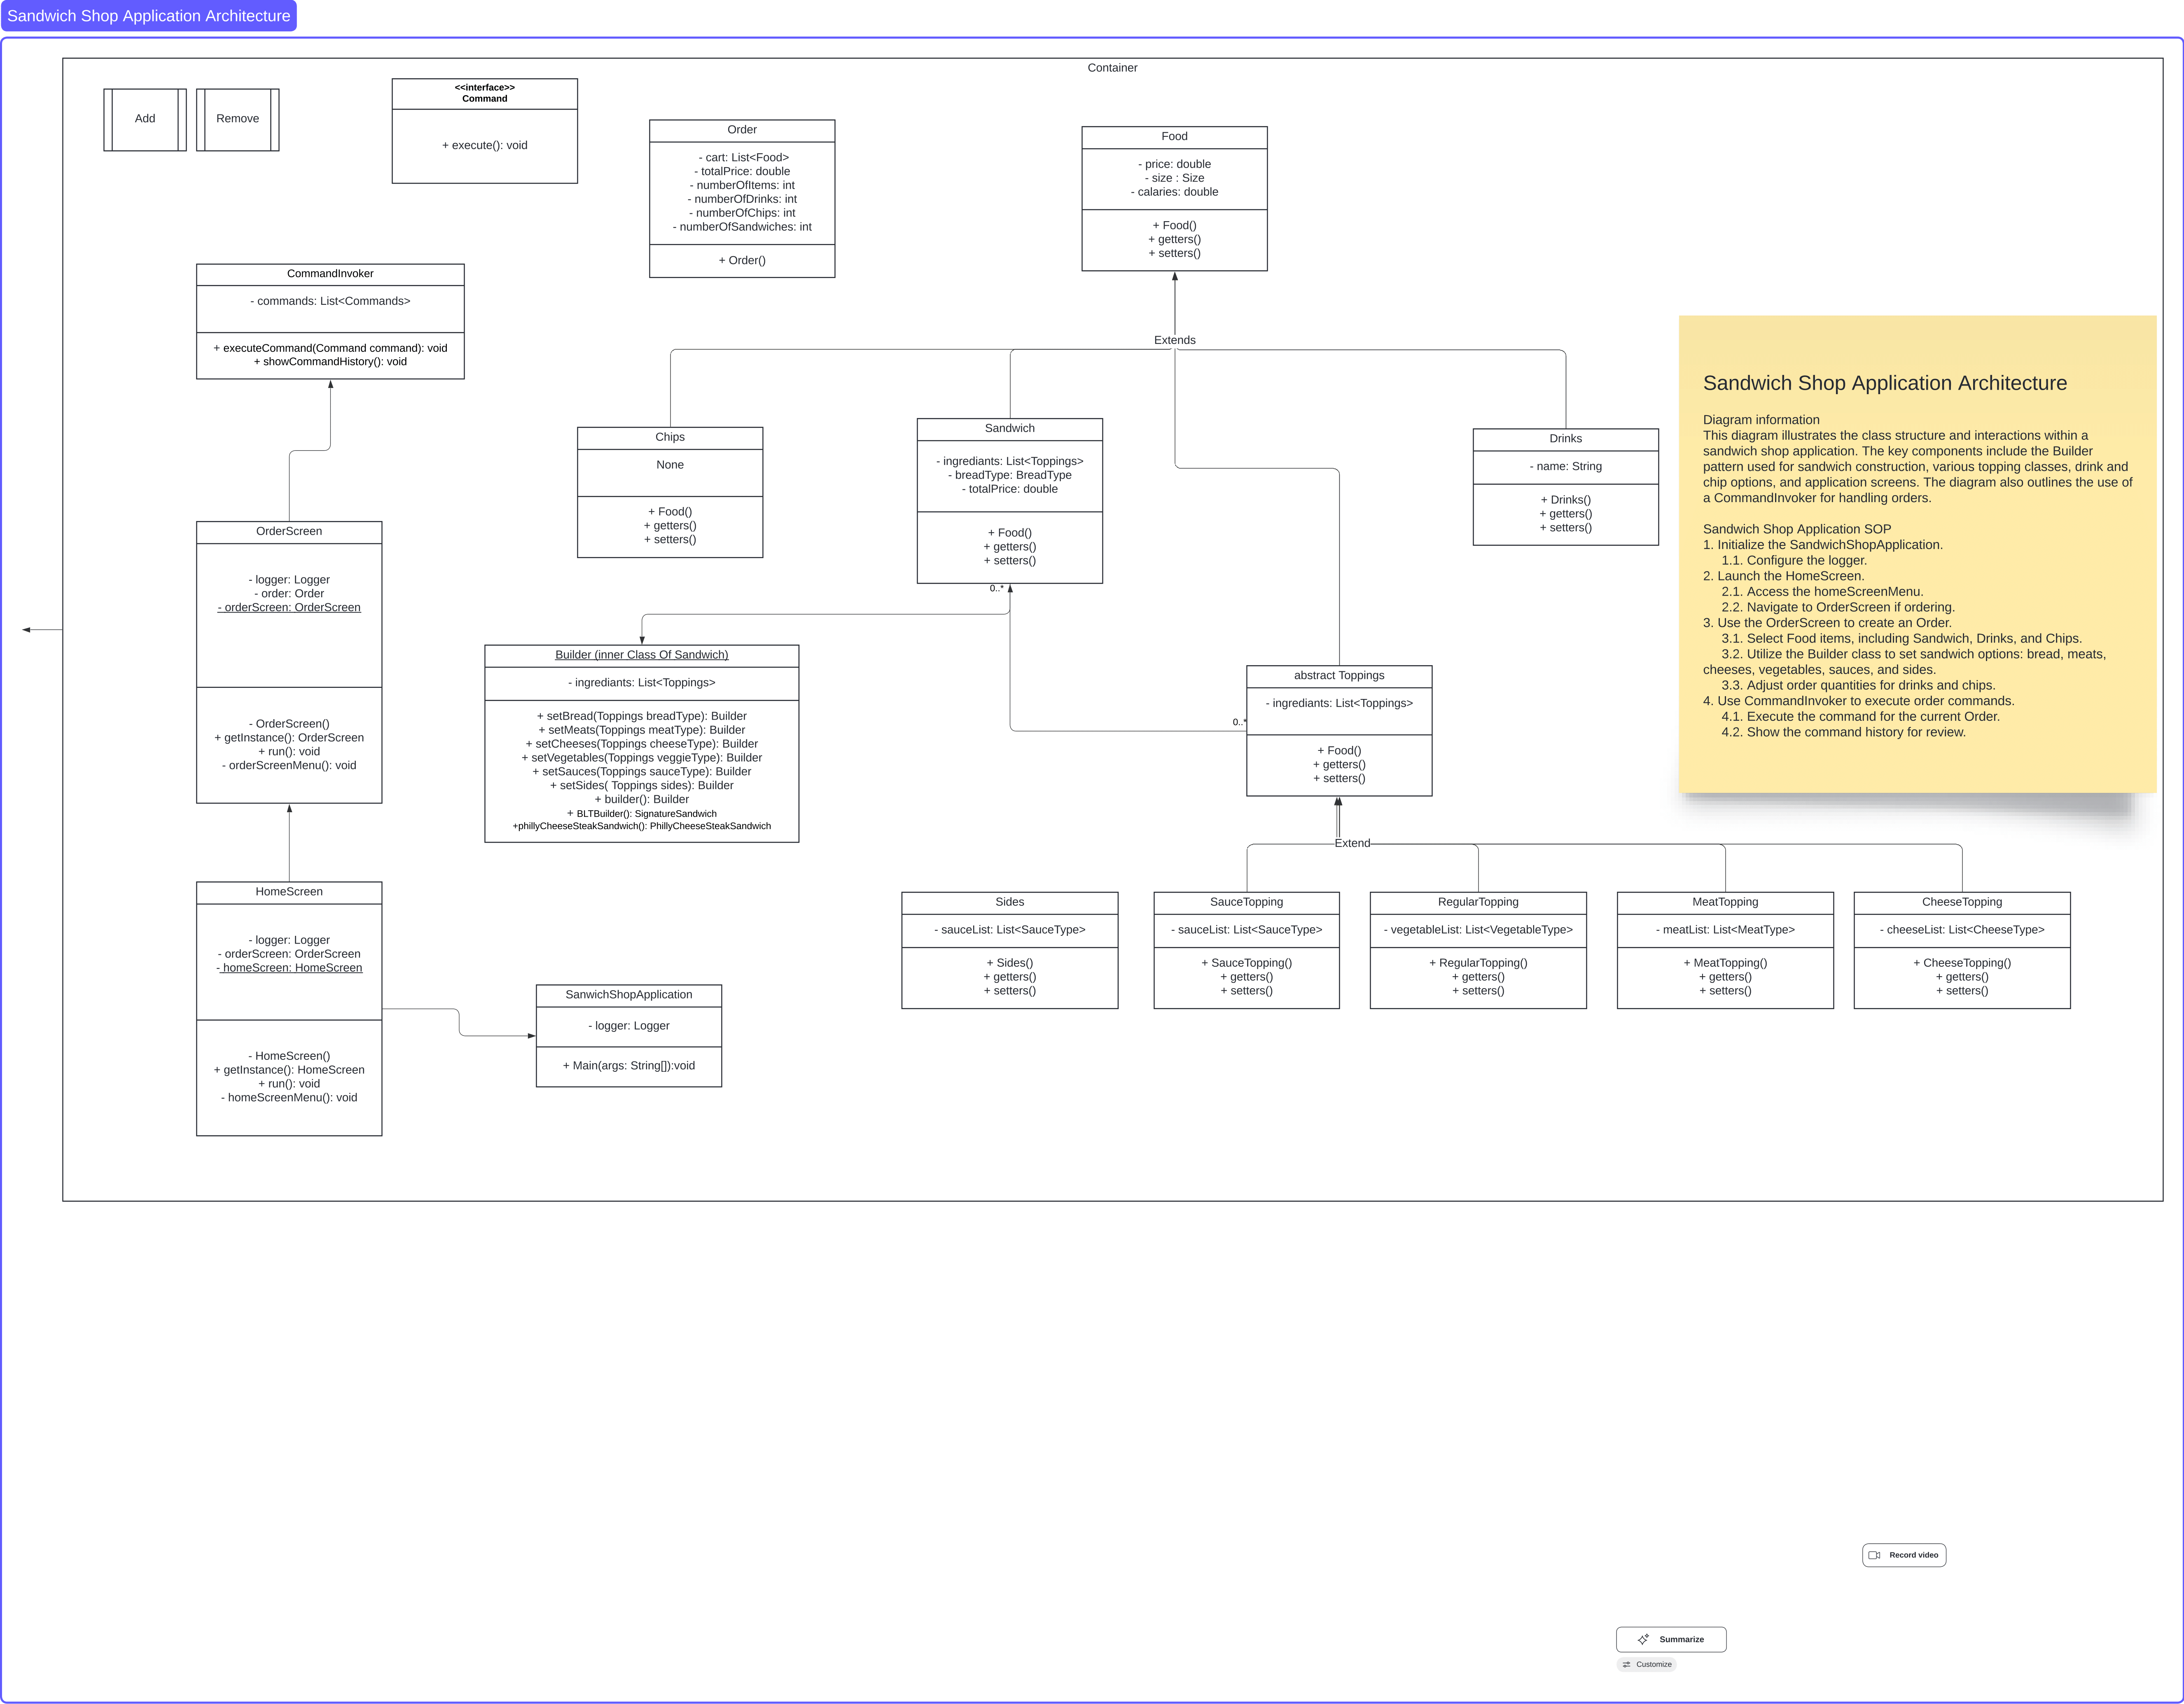 Sandwich Shop Application Architecture
Container
Add
Remove
<<interface>>
Command
+ execute(): void
Order
- cart: List<Food>
- totalPrice: double
- numberOfItems: int
- numberOfDrinks: int
- numberOfChips: int
- numberOfSandwiches: int
+ Order()
Food
- price: double
- size : Size
- calaries: double
+ Food()
+ getters()
+ setters()
CommandInvoker
- commands: List<Commands>
+ executeCommand(Command command): void
+ showCommandHistory(): void
Extends
Chips
None
+ Food()
+ getters()
+ setters()
Sandwich
- ingrediants: List<Toppings>
- breadType: BreadType
- totalPrice: double
+ Food()
+ getters()
+ setters()
0..*
Drinks
- name: String
+ Drinks()
+ getters()
+ setters()
Sandwich Shop Application Architecture
Diagram information
This diagram illustrates the class structure and interactions within a
sandwich shop application. The key components include the Builder
pattern used for sandwich construction, various topping classes, drink and
chip options, and application screens. The diagram also outlines the use of
a CommandInvoker for handling orders.
Sandwich Shop Application SOP
1. Initialize the SandwichShopApplication.
1.1. Configure the logger.
2. Launch the HomeScreen.
2.1. Access the homeScreenMenu.
2.2. Navigate to OrderScreen if ordering.
3. Use the OrderScreen to create an Order.
3.1. Select Food items, including Sandwich, Drinks, and Chips.
3.2. Utilize the Builder class to set sandwich options: bread, meats,
cheeses, vegetables, sauces, and sides.
3.3. Adjust order quantities for drinks and chips.
4. Use CommandInvoker to execute order commands.
4.1. Execute the command for the current Order.
4.2. Show the command history for review.
OrderScreen
- logger: Logger
- order: Order
- orderScreen: OrderScreen
- OrderScreen()
+ getInstance(): OrderScreen
+ run(): void
- orderScreenMenu(): void
Builder (inner Class Of Sandwich)
- ingrediants: List<Toppings>
+ setBread(Toppings breadType): Builder
+ setMeats(Toppings meatType): Builder
+ setCheeses(Toppings cheeseType): Builder
+ setVegetables(Toppings veggieType): Builder
+ setSauces(Toppings sauceType): Builder
+ setSides( Toppings sides): Builder
+ builder(): Builder
+ BLTBuilder(): SignatureSandwich
+phillyCheeseSteakSandwich(): PhillyCheeseSteakSandwich
abstract Toppings
- ingrediants: List<Toppings>
0..*
+ Food()
+ getters()
+ setters()
Extend
HomeScreen
- logger: Logger
- orderScreen: OrderScreen
- homeScreen: HomeScreen
- HomeScreen()
+ getInstance(): HomeScreen
+ run(): void
- homeScreenMenu(): void
SanwichShopApplication
- logger: Logger
+ Main(args: String[]):void
Sides
- sauceList: List<SauceType>
+ Sides()
+ getters()
+ setters()
SauceTopping
- sauceList: List<SauceType>
+ SauceTopping()
+ getters()
+ setters()
RegularTopping
- vegetableList: List<VegetableType>
+ RegularTopping()
+ getters()
+ setters()
MeatTopping
- meatList: List<MeatType>
+ MeatTopping()
+ getters()
+ setters()
CheeseTopping
- cheeseList: List<CheeseType>
+ CheeseTopping()
+ getters()
+ setters()
Record video
Summarize
Customize